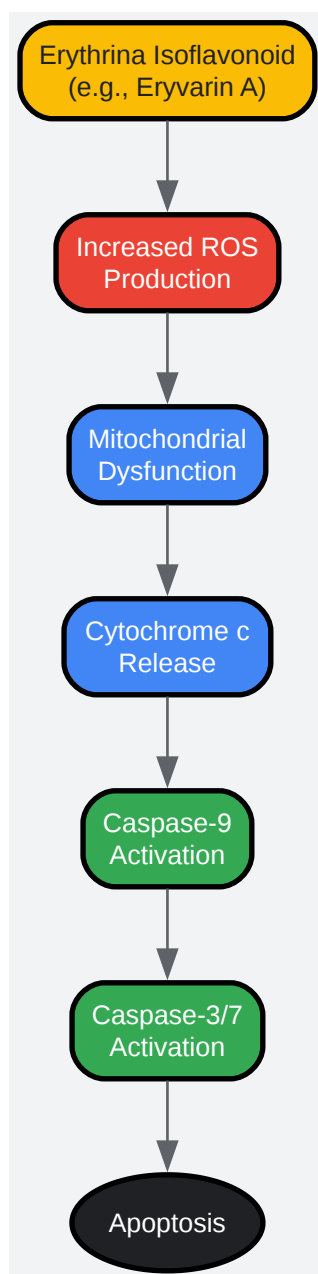 Erythrina Isoflavonoid
(e.g., Eryvarin A)
Increased ROS
Production
Mitochondrial
Dysfunction
Cytochrome c
Release
Caspase-9
Activation
Caspase-3/7
Activation
Apoptosis